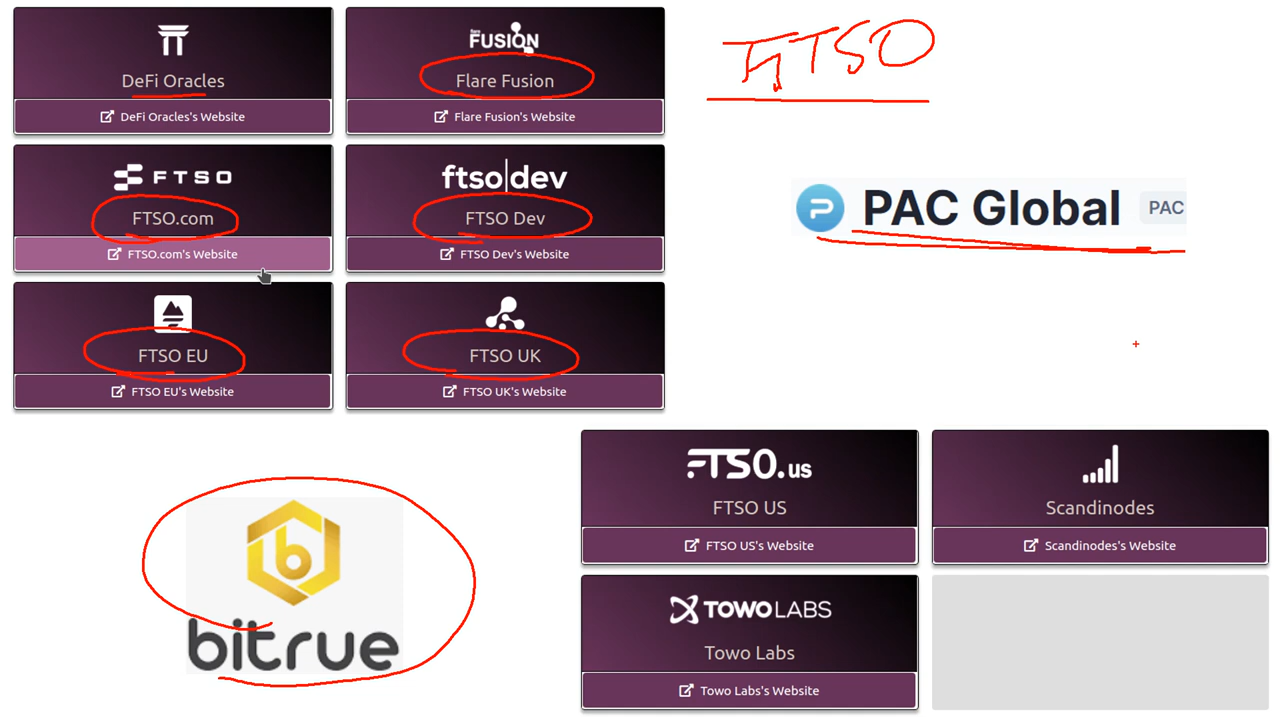 DeFi Oracles
DeFi Oracles's Website
flare
FUSION
Flare Fusion
Flare Fusion's Website
FTSO
FTSO
FTSO.com
FTSO.com's Website
ftso|dev
FTSO Dev
FTSO Dev's Website
PAC Global PAC
FTSO EU
FTSO EU's Website
FTSO UK
FTSO UK's Website
b
bitrue
FTSO.us
FTSO US
FTSO US's Website
Scandinodes
Scandinodes's Website
TOWO LABS
Towo Labs
Towo Labs's Website